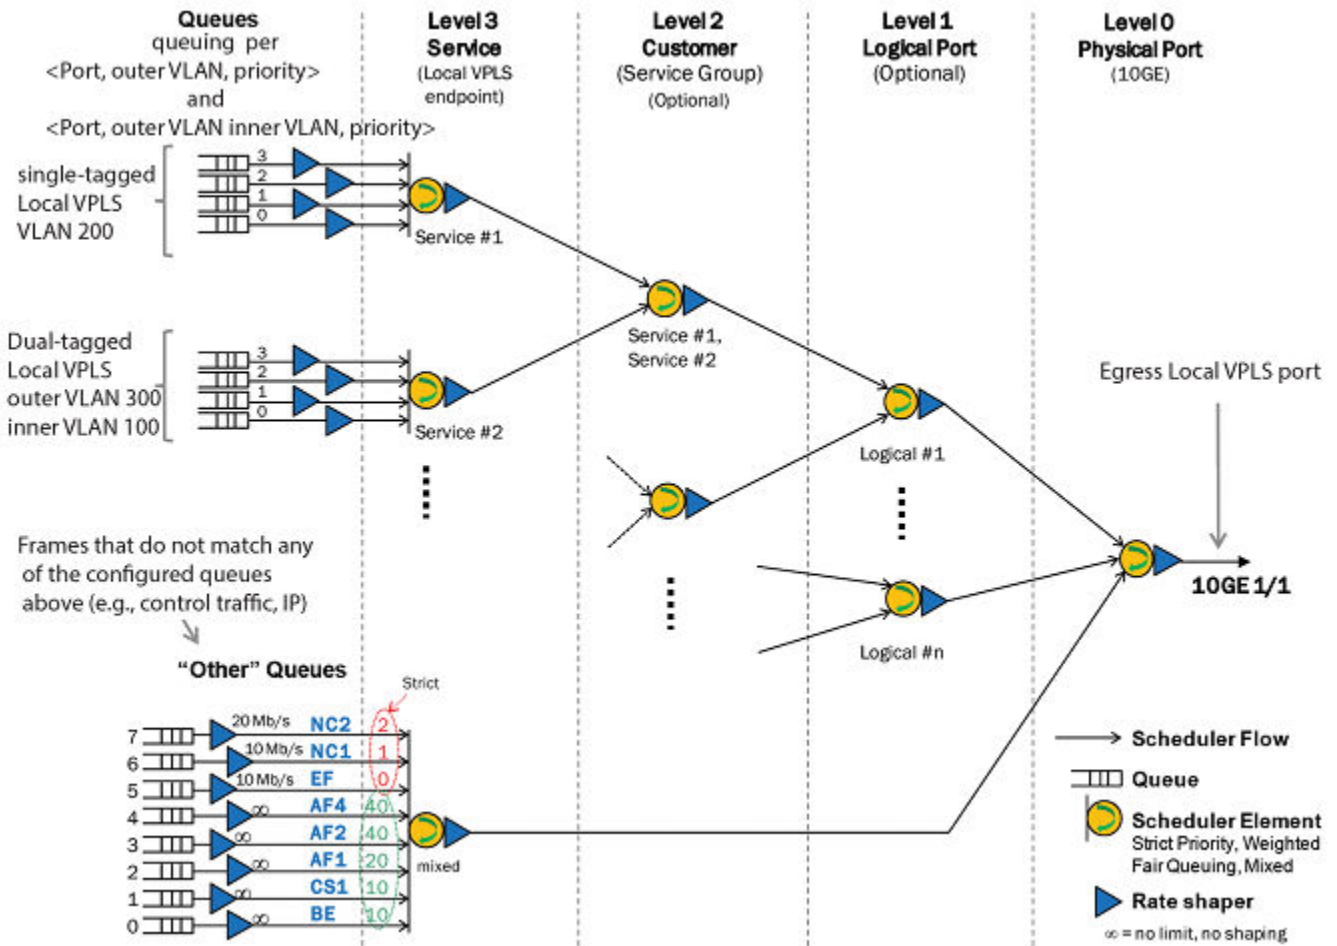 Queues
queuing per
<Port, outer VLAN, priority>
and
<Port, outer VLAN inner VLAN, priority>
Level 3
Service
(Local VPLS
endpoint)
Level 2
Customer
(Service Group)
(Optional)
Level 1
Logical Port
(Optional)
Level 0
Physical Port
(10GE)
single-tagged
Local VPLS
VLAN 200
3
2
1
0
Service #1
Service #1,
Service #2
Dual-tagged
Local VPLS
outer VLAN 300
inner VLAN 100
3
2
1
0
Service #2
Logical #1
Egress Local VPLS port
10GE 1/1
Logical #n
Frames that do not match any
of the configured queues
above (e.g., control traffic, IP)
"Other" Queues
Strict
7 20 Mb/s NC2 2
6 10 Mb/s NC1 1
5 10 Mb/s EF 0
4 ∞ AF4 40
3 ∞ AF2 40
2 ∞ AF1 20
1 ∞ CS1 10
0 ∞ BE 10
mixed
Scheduler Flow
Queue
Scheduler Element
Strict Priority, Weighted
Fair Queuing, Mixed
Rate shaper
∞ = no limit, no shaping